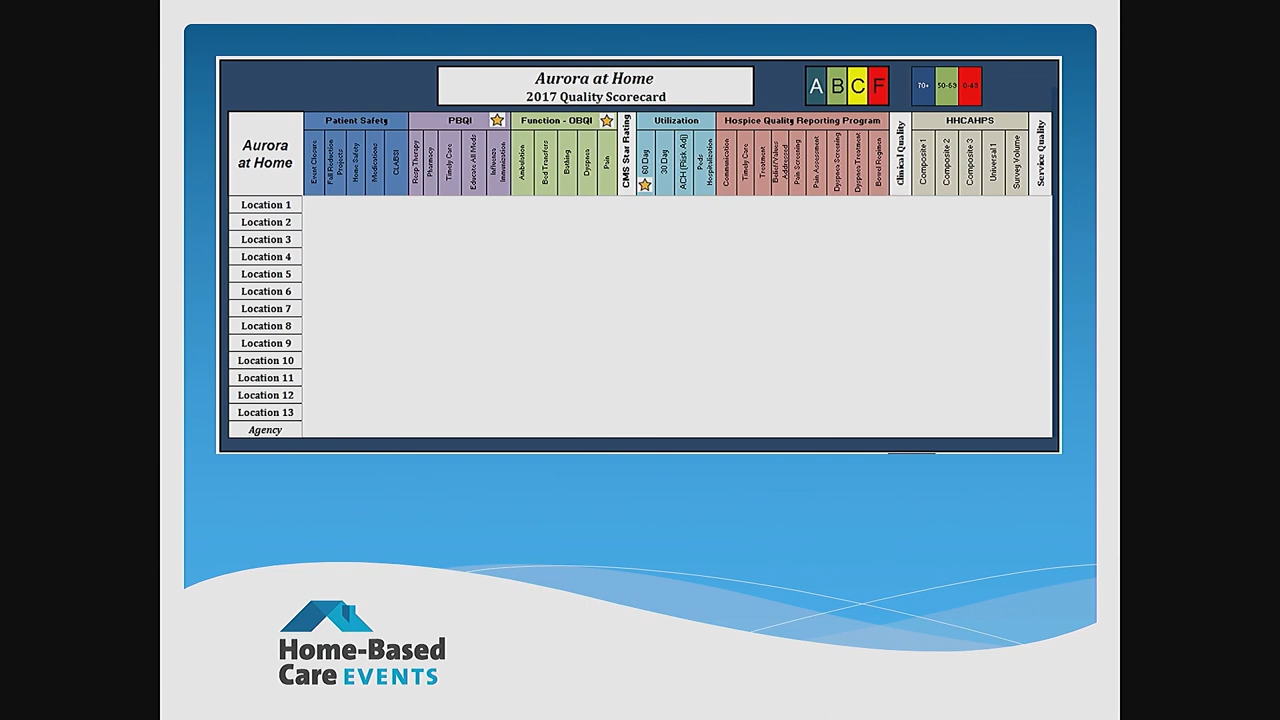 Aurora at Home
2017 Quality Scorecard
A B C F
70+ 50-69 0-49
Aurora
at Home
Patient Safety
PBQI
Function - OBQI
CMS Star Rating
Utilization
Hospice Quality Reporting Program
Clinical Quality
HHCAHPS
Service Quality
Event Closure
Fall Reduction
Projects
Home Safety
Medications
CLABSI
Resp Therapy
Pharmacy
Timely Care
Educate All Meds
Influenza
Immunization
Ambulation
Bed Transfers
Bathing
Dyspnea
Pain
60 Day
30 Day
ACH (Risk Adj)
Peds
Hospitalization
Communication
Timely Care
Treatment
Belief/Values
Addressed
Pain Screening
Pain Assessment
Dyspnea Screening
Dyspnea Treatment
Bowel Regimen
Composite 1
Composite 2
Composite 3
Universal 1
Survey Volume
Location 1
Location 2
Location 3
Location 4
Location 5
Location 6
Location 7
Location 8
Location 9
Location 10
Location 11
Location 12
Location 13
Agency
Home-Based
Care EVENTS